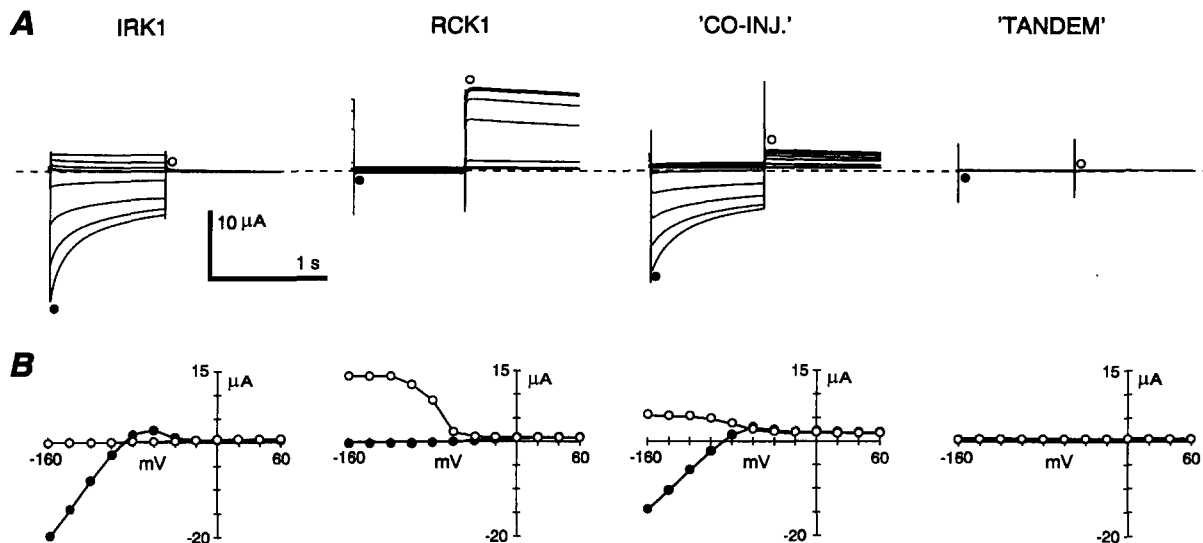 A IRK1 RCK1 'CO-INJ.' 'TANDEM'
10 µA
1 s
B 15 15 15 15
µA µA µA µA
-160 mV 60 -160 mV 60 -160 mV 60 -160 mV 60
-20 -20 -20 -20